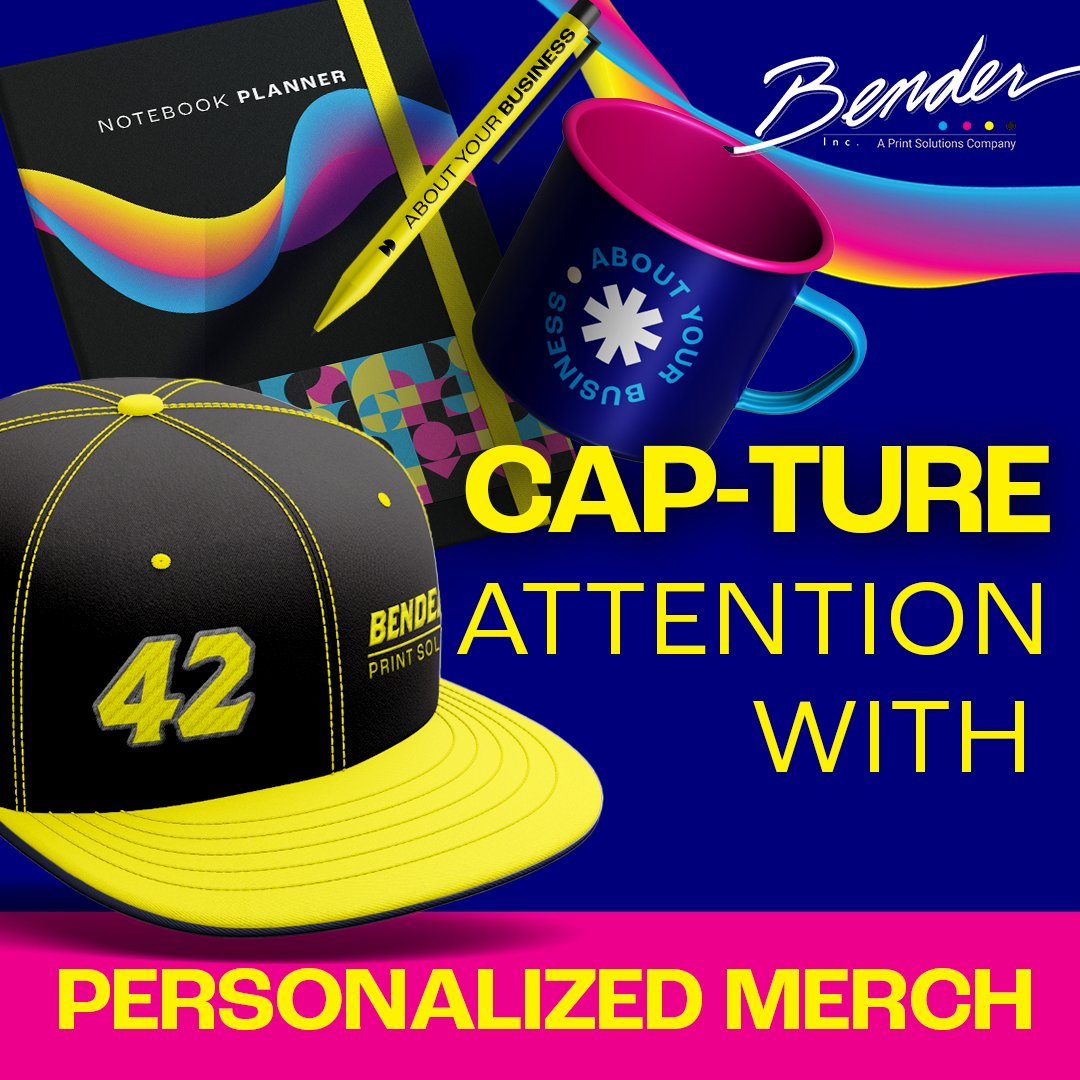 NOTEBOOK PLANNER
ABOUT YOUR BUSINESS
Bender
Inc. A Print Solutions Company
ABOUT YOUR BUSINESS
CAP-TURE
ATTENTION
WITH
42
BENDE
PRINT SOL
PERSONALIZED MERCH